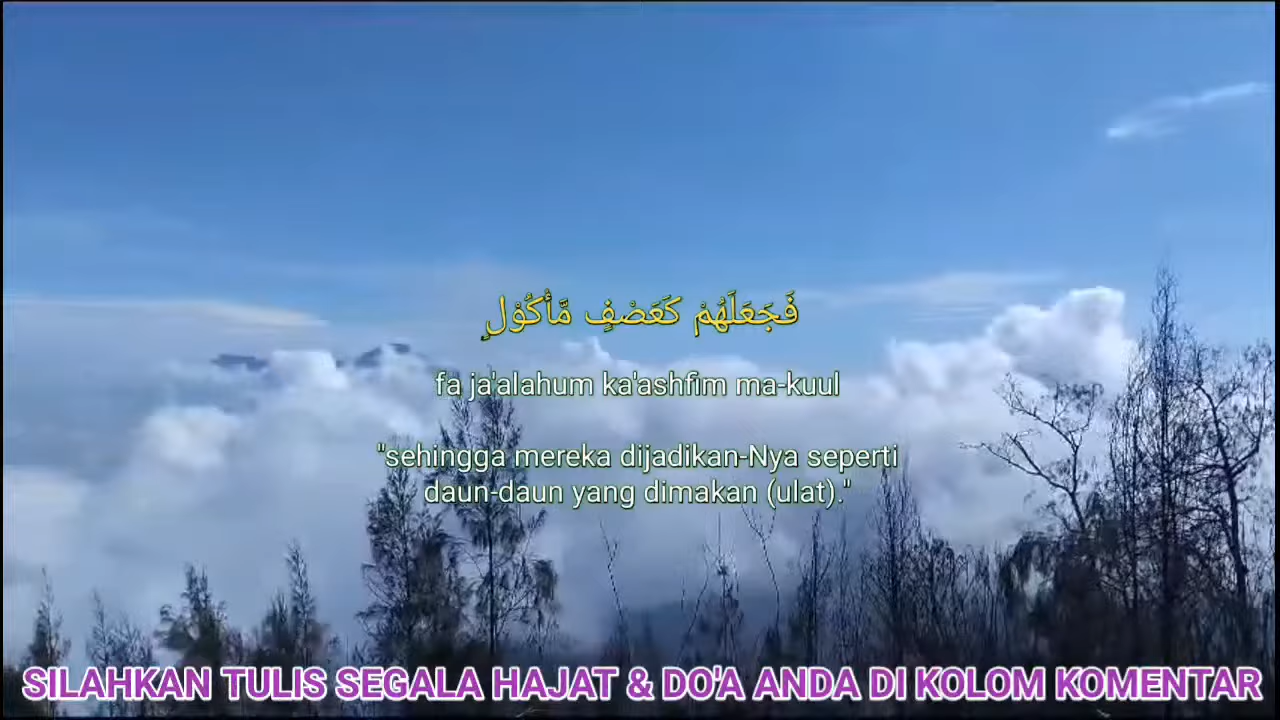 فَجَعَلَهُمْ كَعَصْفٍ مَّأْكُوْلٍ
fa ja'alahum ka'ashfim ma-kuul
"sehingga mereka dijadikan-Nya seperti
daun-daun yang dimakan (ulat)."
SILAHKAN TULIS SEGALA HAJAT & DO'A ANDA DI KOLOM KOMENTAR